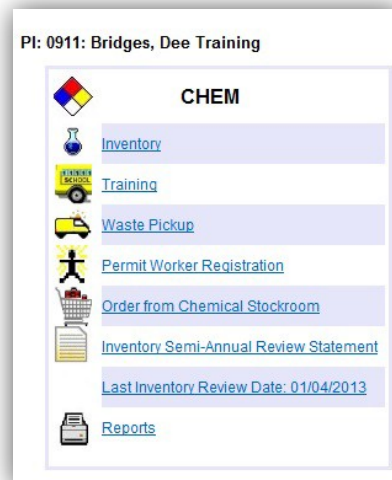 PI: 0911: Bridges, Dee Training
CHEM
Inventory
SCHOOL
Training
Waste Pickup
Permit Worker Registration
Order from Chemical Stockroom
Inventory Semi-Annual Review Statement
Last Inventory Review Date: 01/04/2013
Reports